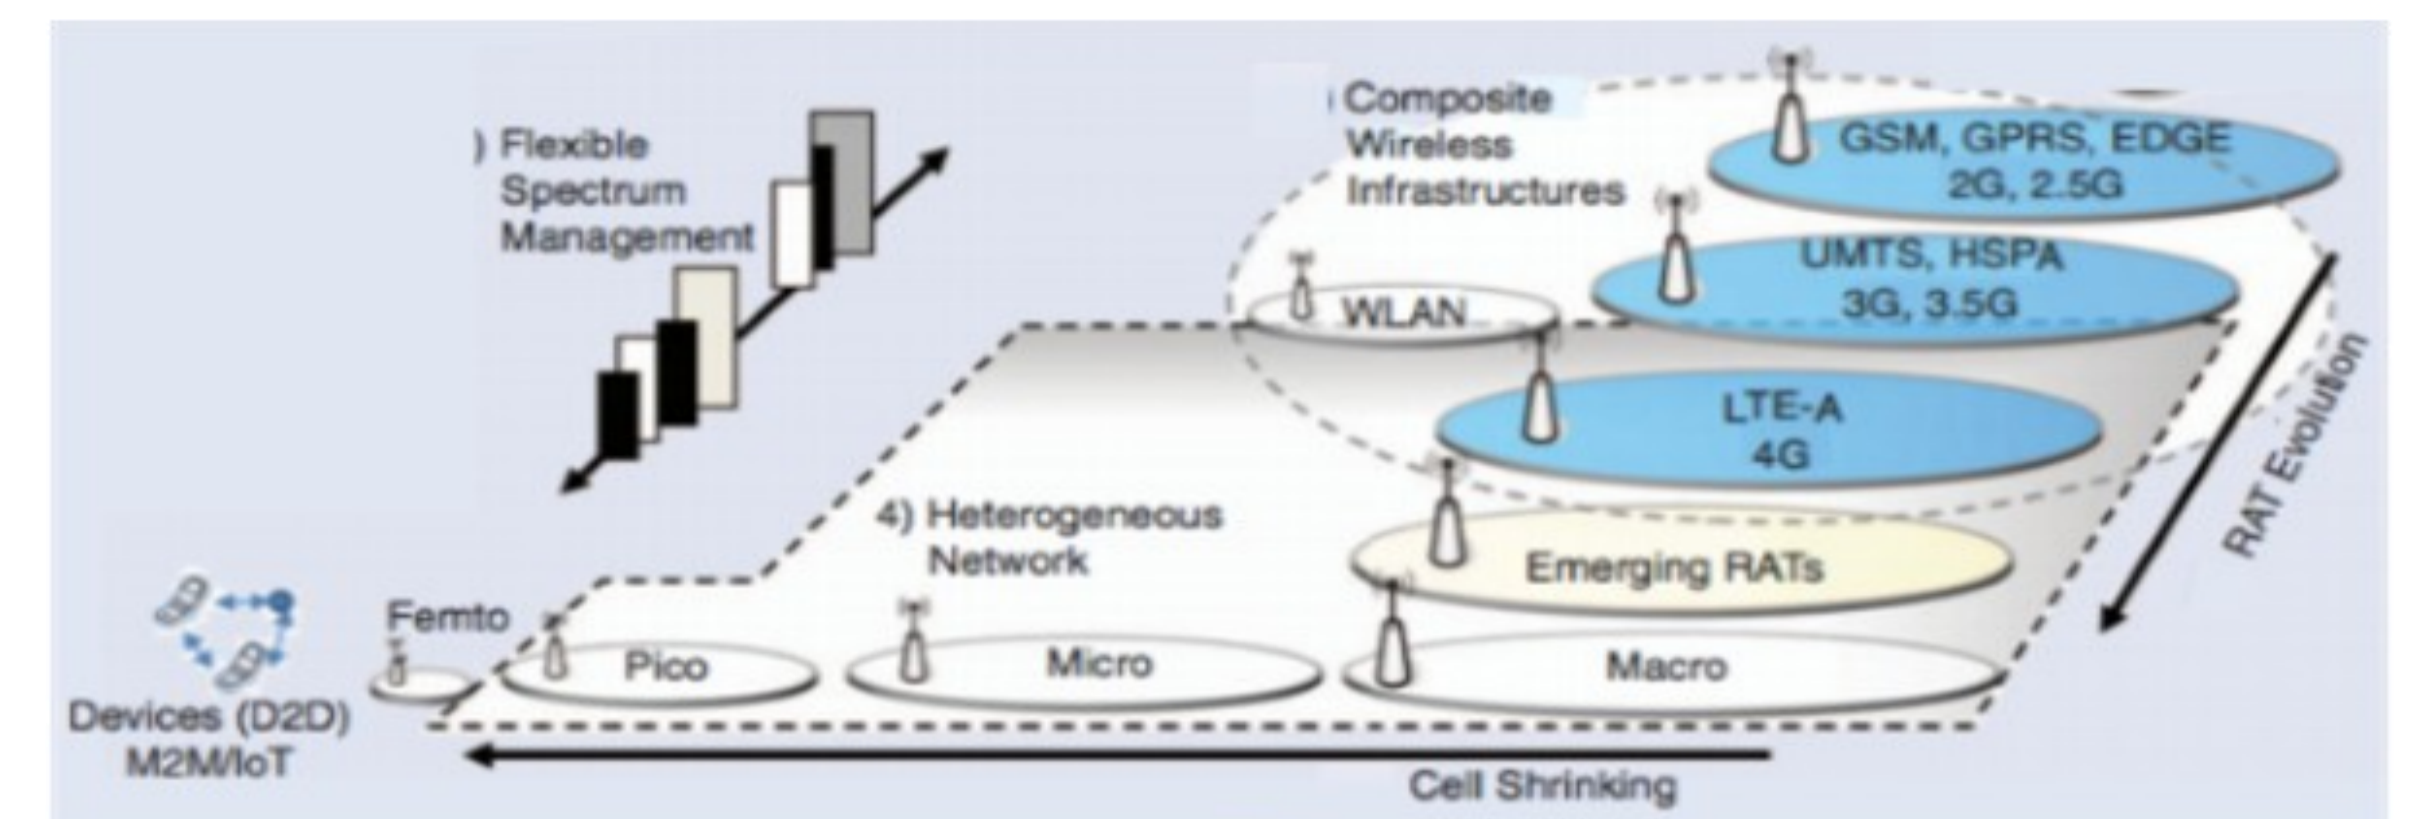 ) Flexible
Spectrum
Management
Composite
Wireless
Infrastructures
GSM, GPRS, EDGE
2G, 2.5G
UMTS, HSPA
3G, 3.5G
WLAN
LTE-A
4G
RAT Evolution
4) Heterogeneous
Network
Emerging RATs
Femto
Pico
Micro
Macro
Devices (D2D)
M2M/IoT
Cell Shrinking